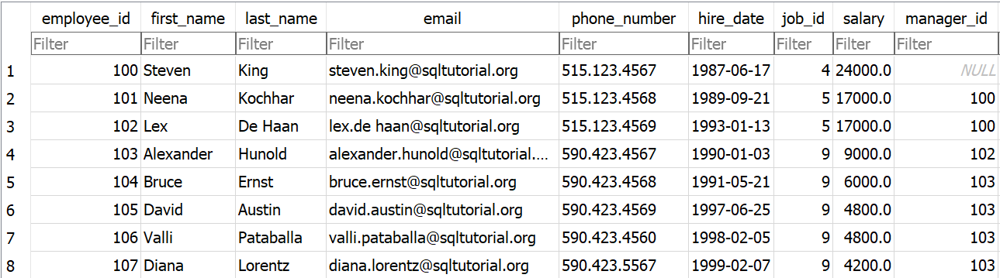 employee_id first_name last_name email phone_number hire_date job_id salary manager_id
Filter Filter Filter Filter Filter Filter Filter Filter Filter
1 100 Steven King steven.king@sqltutorial.org 515.123.4567 1987-06-17 4 24000.0 NULL
2 101 Neena Kochhar neena.kochhar@sqltutorial.org 515.123.4568 1989-09-21 5 17000.0 100
3 102 Lex De Haan lex.de haan@sqltutorial.org 515.123.4569 1993-01-13 5 17000.0 100
4 103 Alexander Hunold alexander.hunold@sqltutorial.… 590.423.4567 1990-01-03 9 9000.0 102
5 104 Bruce Ernst bruce.ernst@sqltutorial.org 590.423.4568 1991-05-21 9 6000.0 103
6 105 David Austin david.austin@sqltutorial.org 590.423.4569 1997-06-25 9 4800.0 103
7 106 Valli Pataballa valli.pataballa@sqltutorial.org 590.423.4560 1998-02-05 9 4800.0 103
8 107 Diana Lorentz diana.lorentz@sqltutorial.org 590.423.5567 1999-02-07 9 4200.0 103